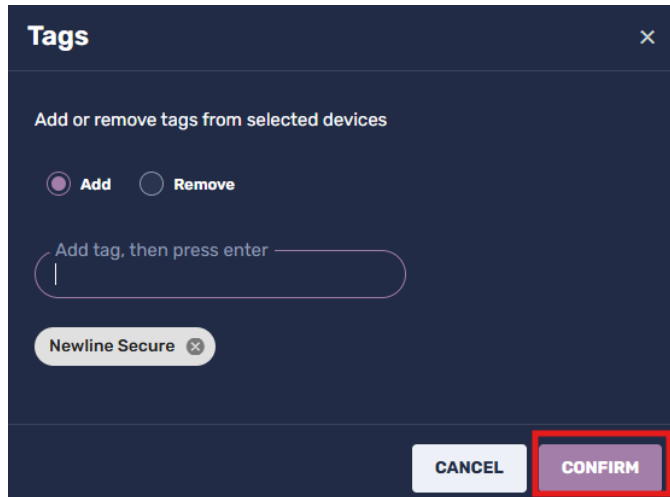 Tags
Add or remove tags from selected devices
Add Remove
Add tag, then press enter
Newline Secure
CANCEL CONFIRM